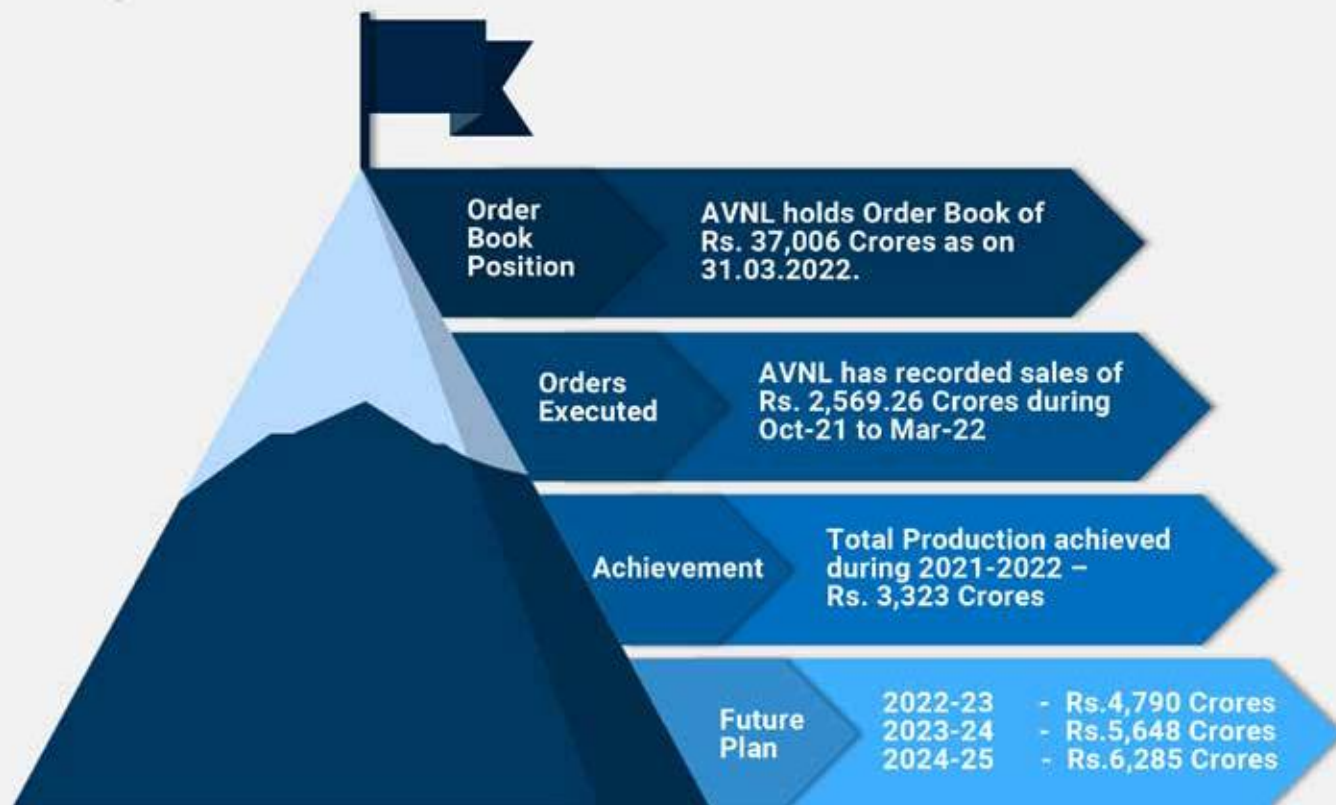 Order
Book
Position
AVNL holds Order Book of
Rs. 37,006 Crores as on
31.03.2022.
Orders
Executed
AVNL has recorded sales of
Rs. 2,569.26 Crores during
Oct-21 to Mar-22
Achievement
Total Production achieved
during 2021-2022 –
Rs. 3,323 Crores
Future
Plan
2022-23 - Rs.4,790 Crores
2023-24 - Rs.5,648 Crores
2024-25 - Rs.6,285 Crores